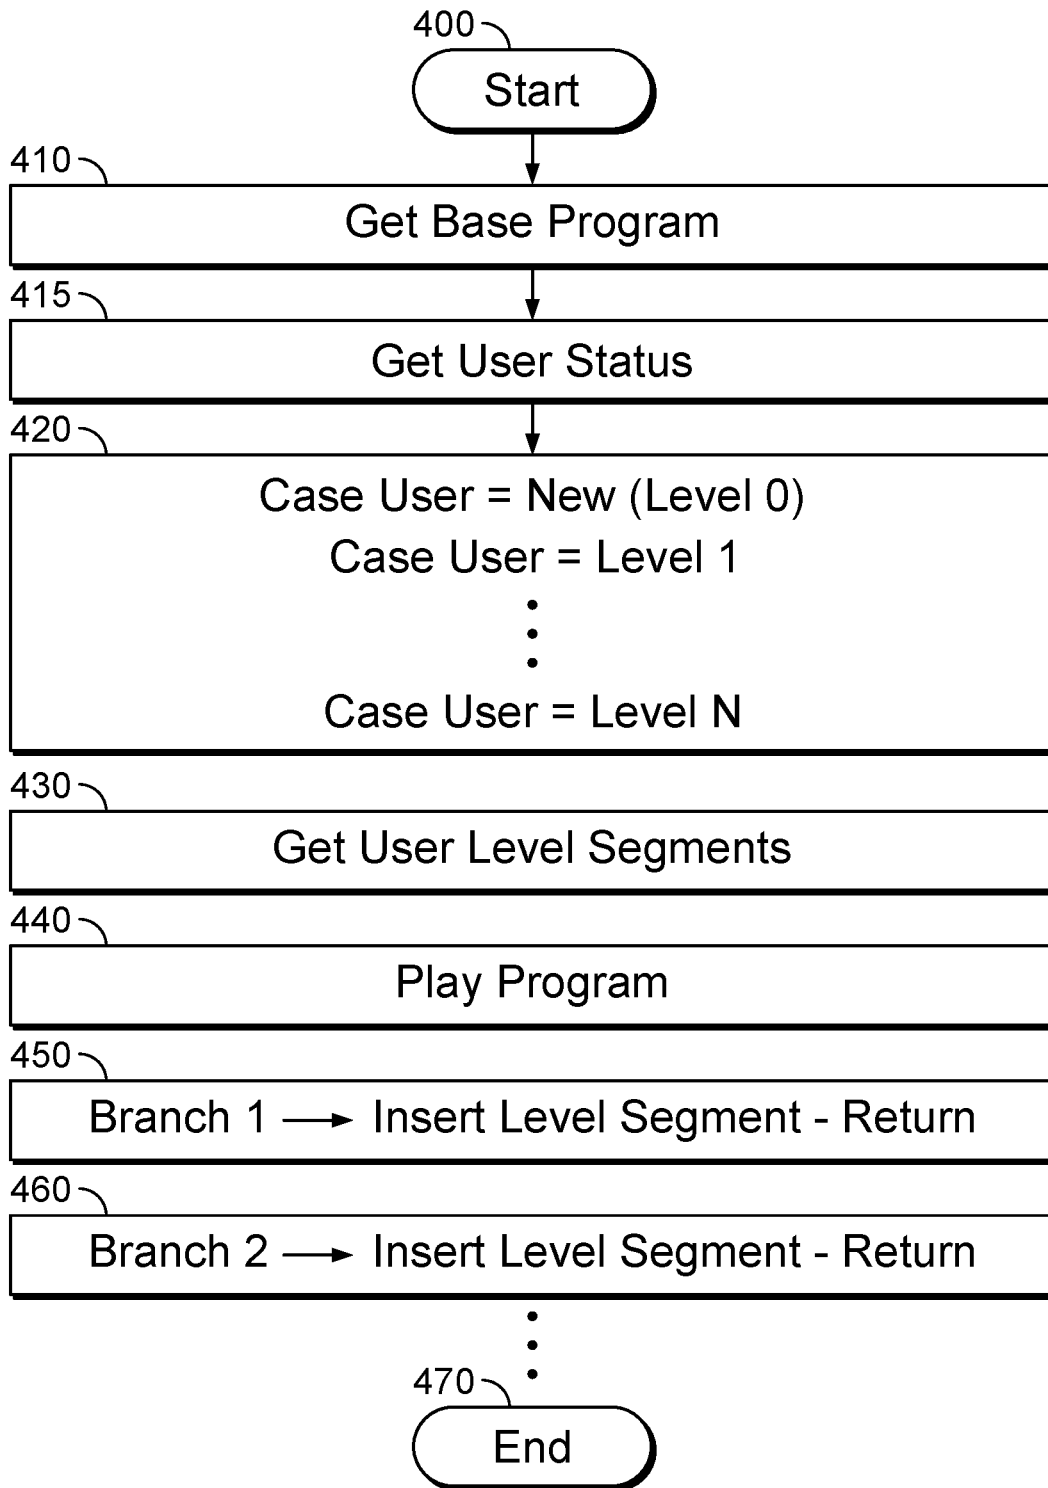 400
Start
410
Get Base Program
415
Get User Status
420
Case User = New (Level 0)
Case User = Level 1
Case User = Level N
430
Get User Level Segments
440
Play Program
450
Branch 1 → Insert Level Segment - Return
460
Branch 2 → Insert Level Segment - Return
470
End